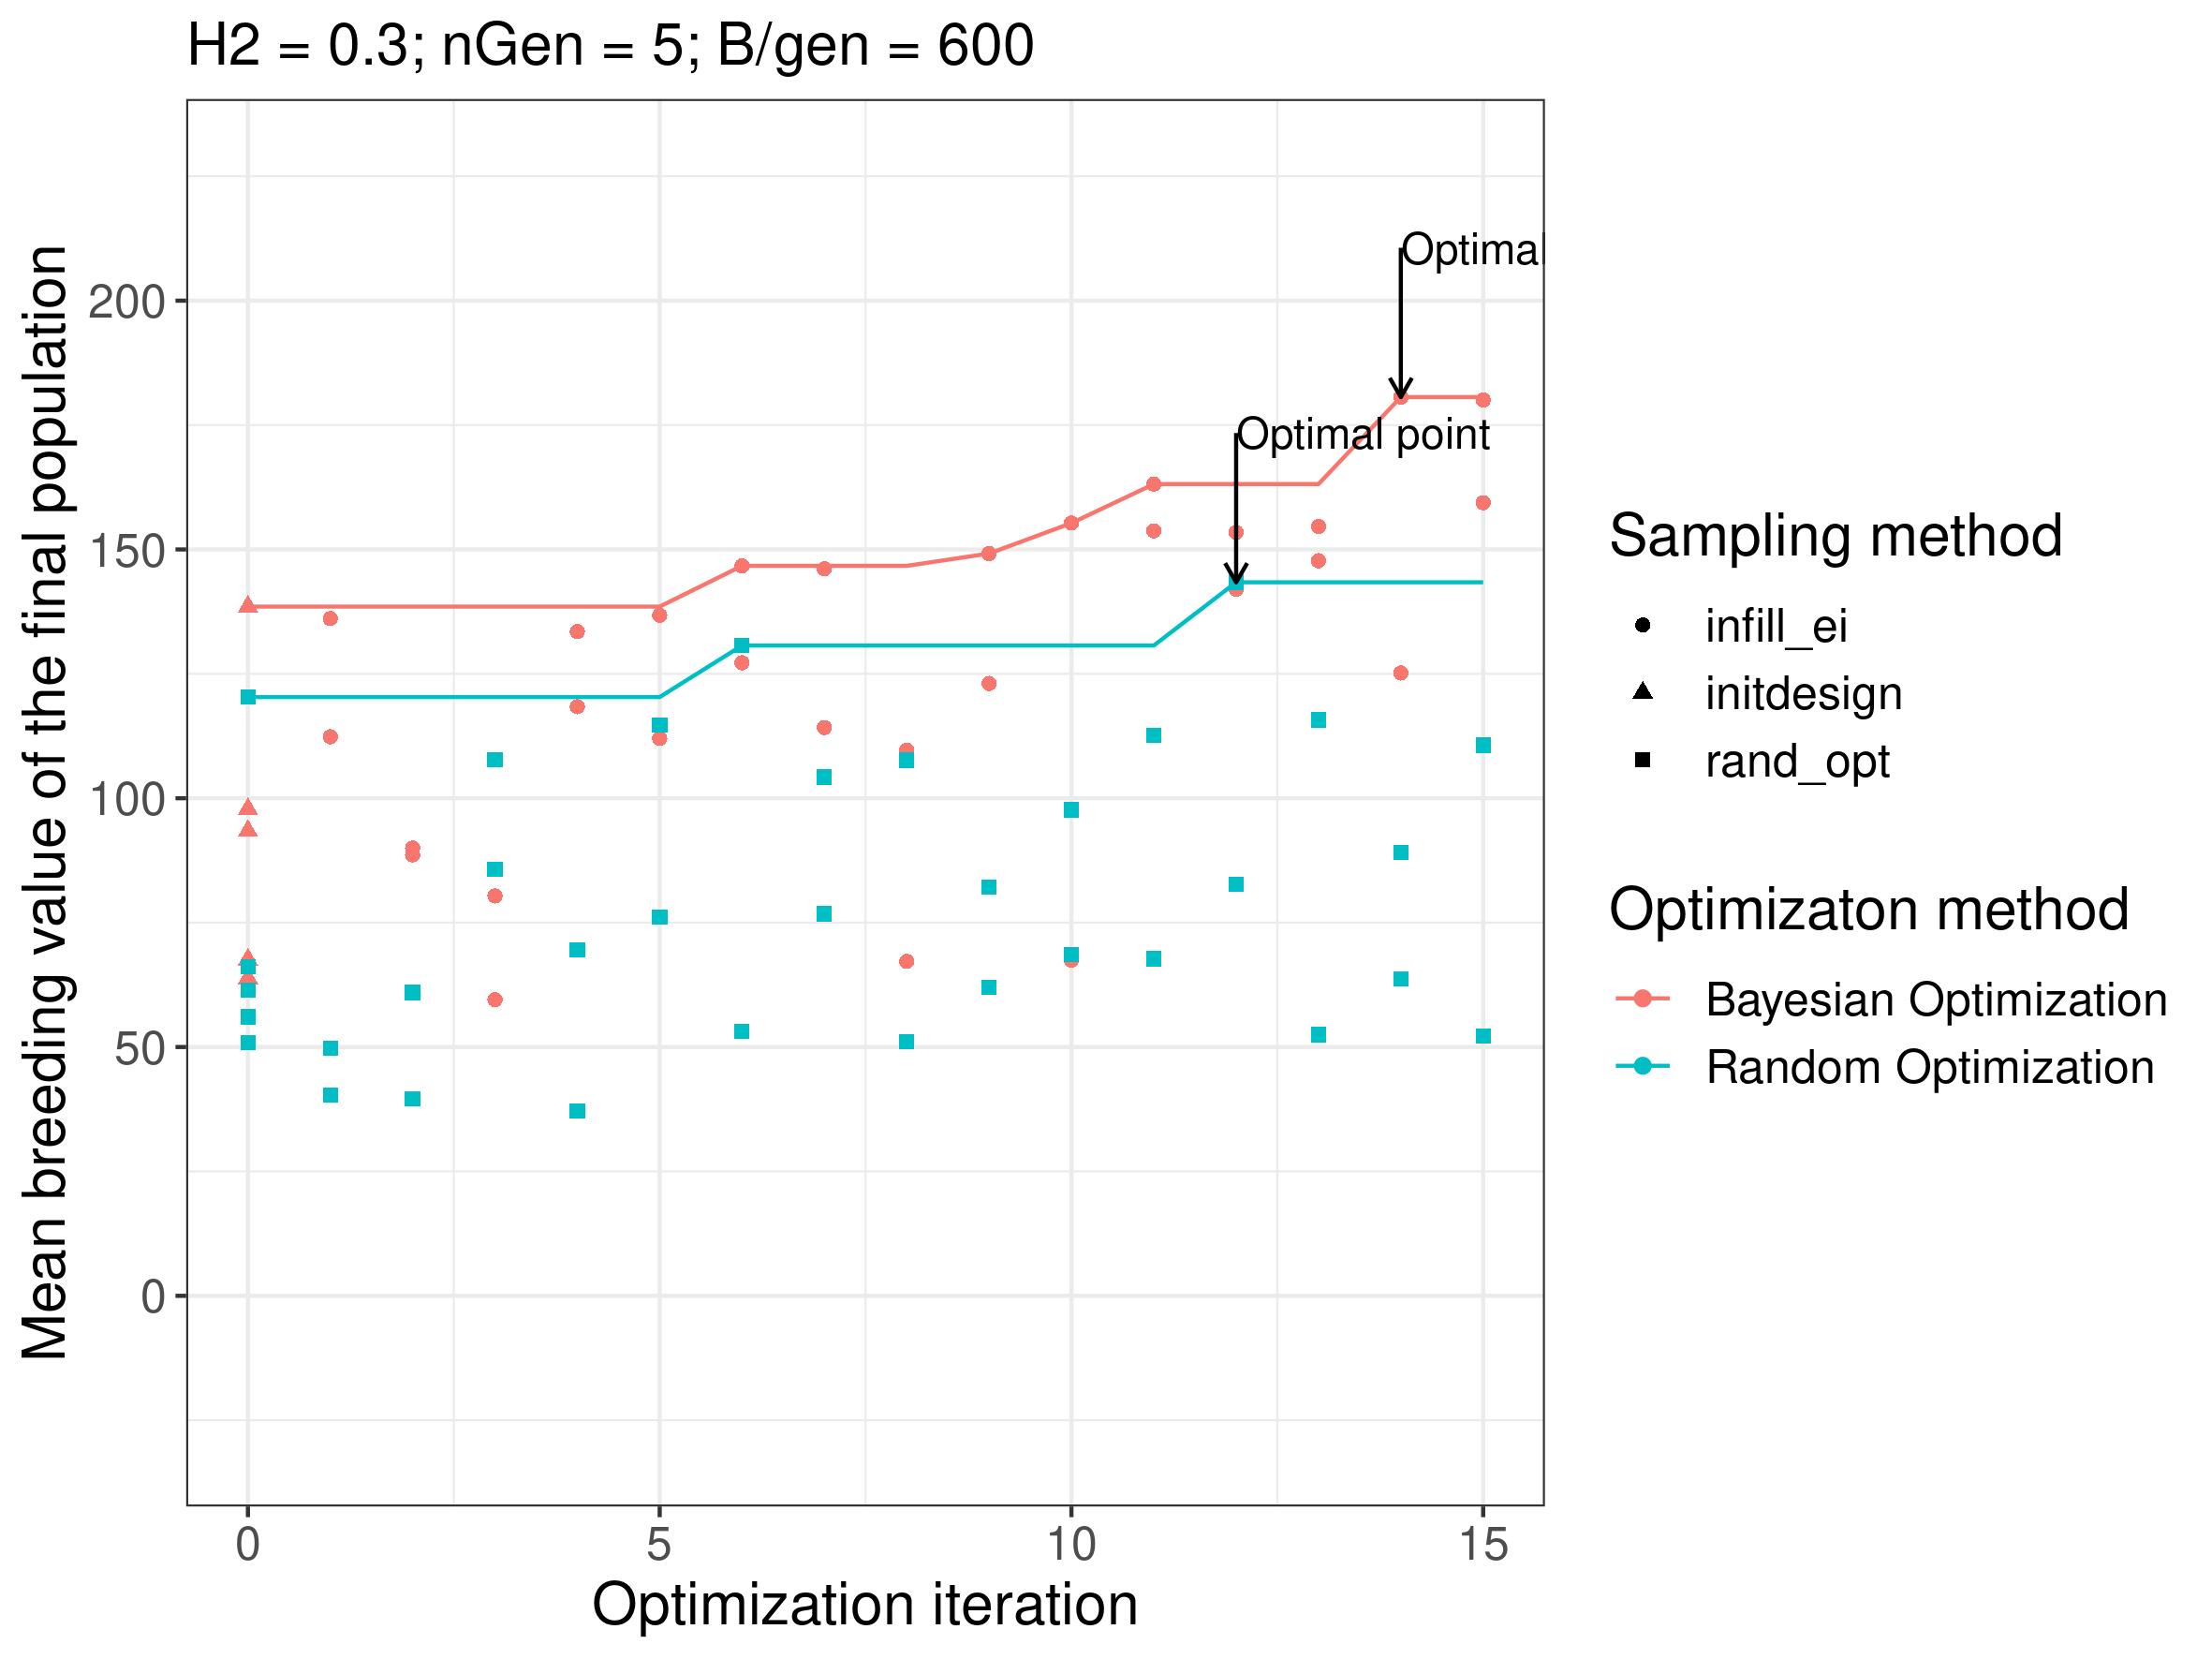 H2 = 0.3; nGen = 5; B/gen = 600
Mean breeding value of the final population
200
150
100
50
0
Optimal
Optimal point
0
5
10
15
Optimization iteration
Sampling method
infill_ei
initdesign
rand_opt
Optimizaton method
Bayesian Optimization
Random Optimization